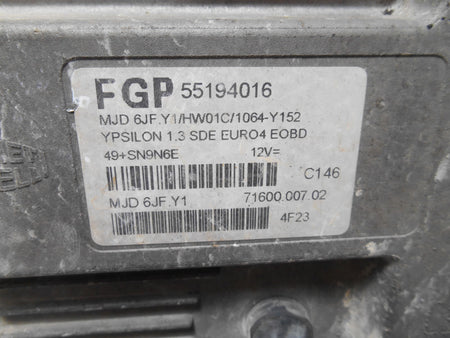 FGP 55194016
MJD 6JF.Y1/HW01C/1064-Y152
YPSILON 1.3 SDE EURO4 EOBD
49+SN9N6E 12V=
C146
MJD 6JF.Y1 71600.007.02
4F23